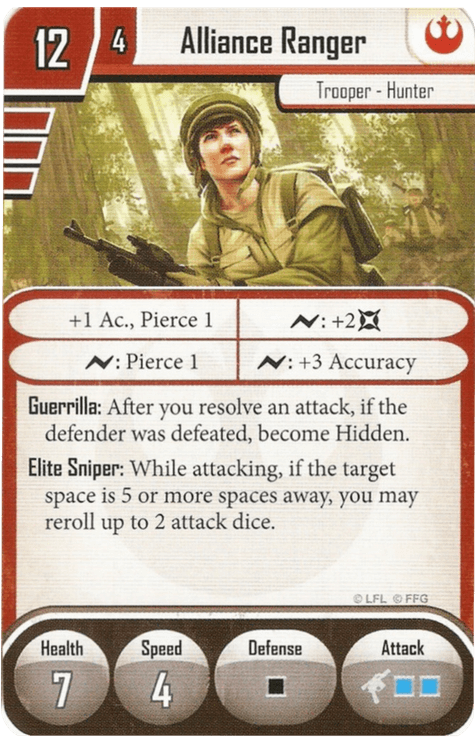 12
4
Alliance Ranger
Trooper - Hunter
+1 Ac., Pierce 1
: +2
: Pierce 1
: +3 Accuracy
Guerrilla: After you resolve an attack, if the
defender was defeated, become Hidden.
Elite Sniper: While attacking, if the target
space is 5 or more spaces away, you may
reroll up to 2 attack dice.
© LFL © FFG
Health
7
Speed
4
Defense
Attack